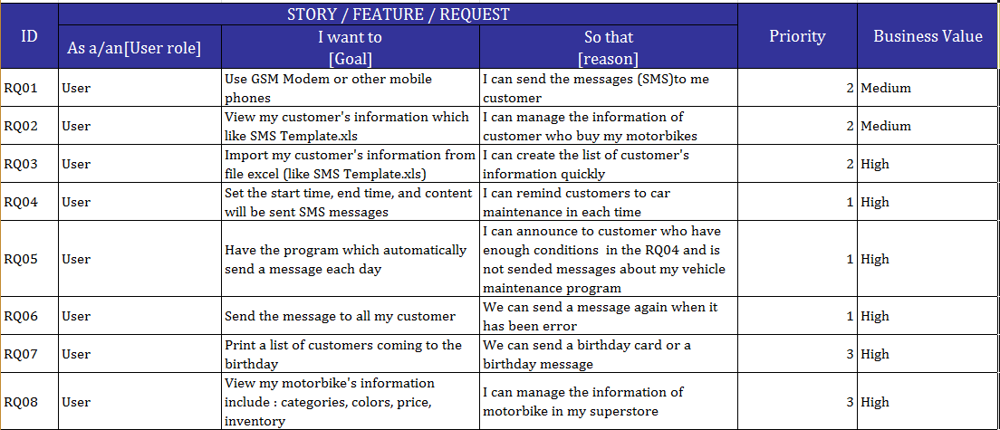 STORY / FEATURE / REQUEST
ID
As a/an[User role]
I want to
[Goal]
So that
[reason]
Priority
Business Value
RQ01
User
Use GSM Modem or other mobile
phones
I can send the messages (SMS)to me
customer
2
Medium
RQ02
User
View my customer's information which
like SMS Template.xls
I can manage the information of
customer who buy my motorbikes
2
Medium
RQ03
User
Import my customer's information from
file excel (like SMS Template.xls)
I can create the list of customer's
information quickly
2
High
RQ04
User
Set the start time, end time, and content
will be sent SMS messages
I can remind customers to car
maintenance in each time
1
High
RQ05
User
Have the program which automatically
send a message each day
I can announce to customer who have
enough conditions in the RQ04 and is
not sended messages about my vehicle
maintenance program
1
High
RQ06
User
Send the message to all my customer
We can send a message again when it
has been error
1
High
RQ07
User
Print a list of customers coming to the
birthday
We can send a birthday card or a
birthday message
3
High
RQ08
User
View my motorbike's information
include : categories, colors, price,
inventory
I can manage the information of
motorbike in my superstore
3
High